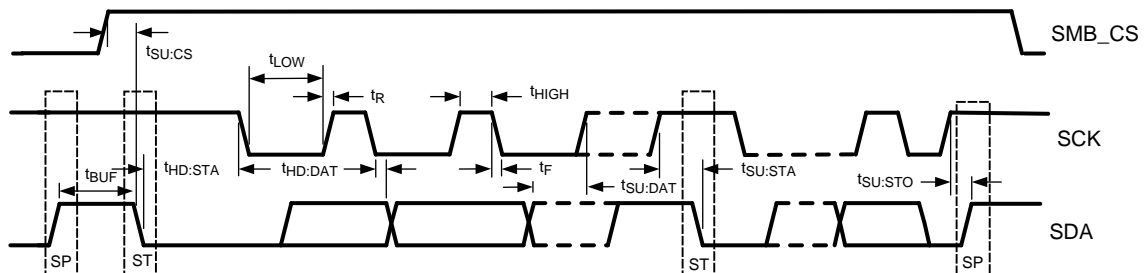 SMB_CS
tSU:CS
tLOW
tR
tHIGH
SCK
tBUF
tHD:STA
tHD:DAT
tF
tSU:DAT
tSU:STA
tSU:STO
SDA
SP
ST
ST
SP